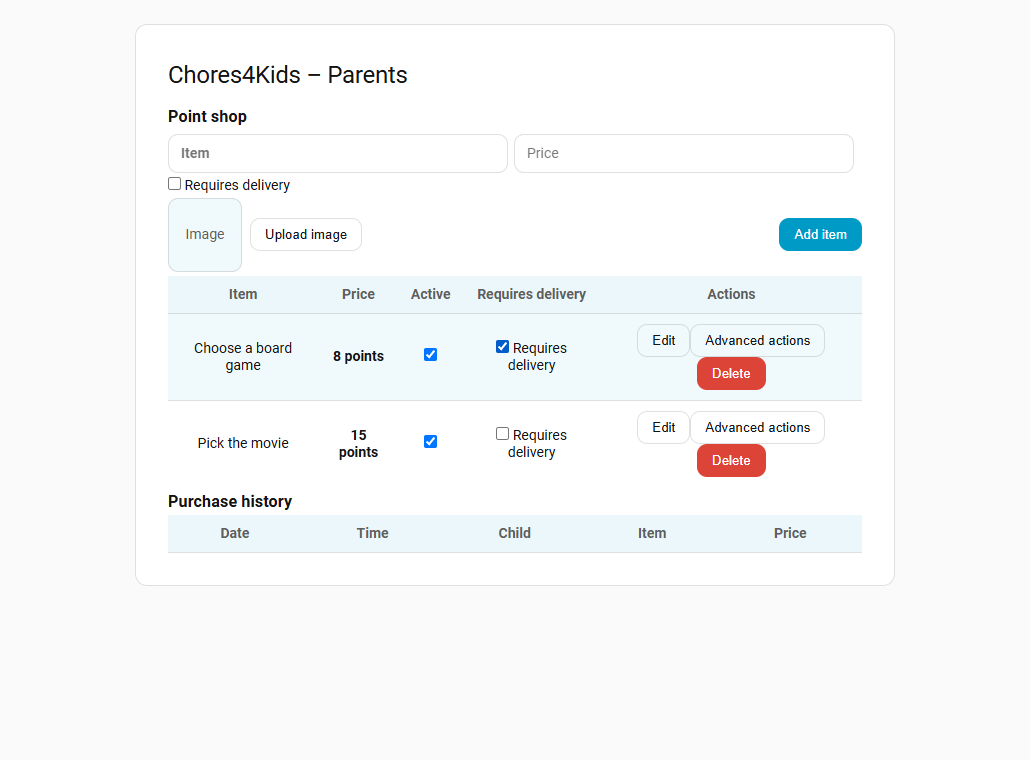 Chores4Kids – Parents
Point shop
Item Price
Requires delivery
Image Upload image Add item
Item Price Active Requires delivery Actions
Choose a board game 8 points Requires delivery Edit Advanced actions Delete
Pick the movie 15 points Requires delivery Edit Advanced actions Delete
Purchase history
Date Time Child Item Price